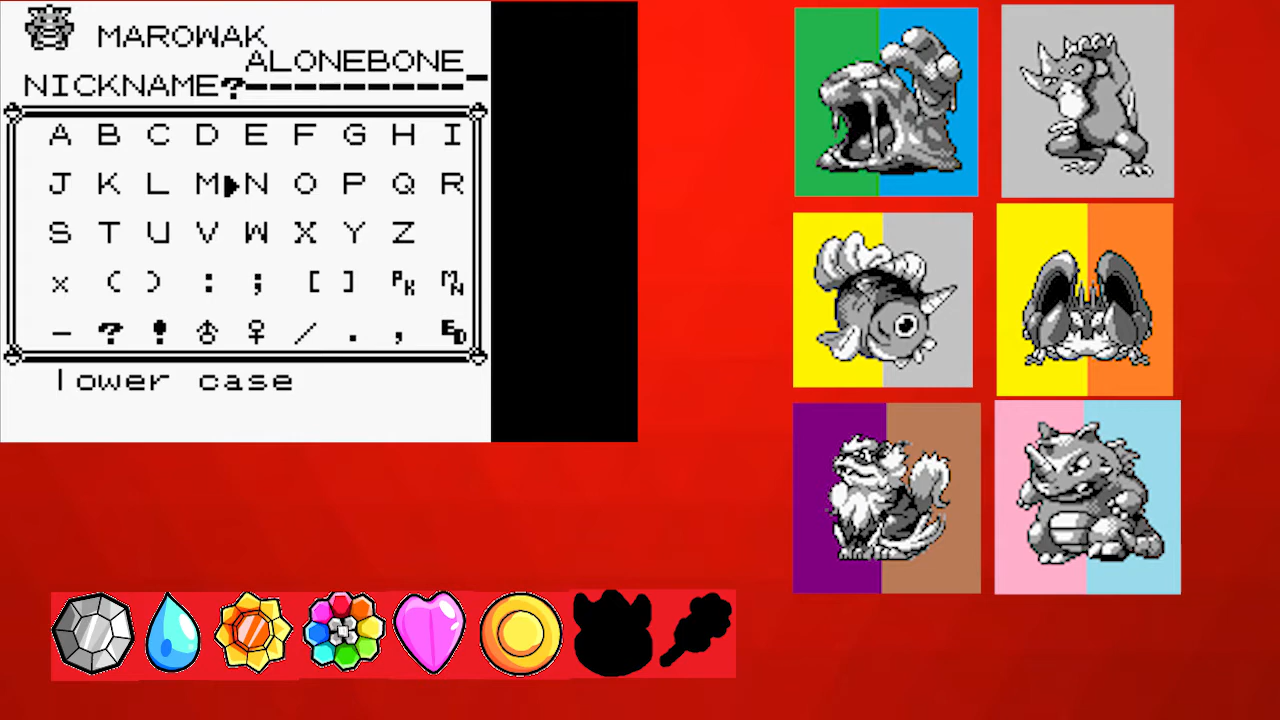 MAROWAK
ALONEBONE
NICKNAME?
A B C D E F G H I
J K L M N O P Q R
S T U V W X Y Z
× ( ) : ; [ ] PK MN
- ? ! ♂ ♀ / . , ED
lower case